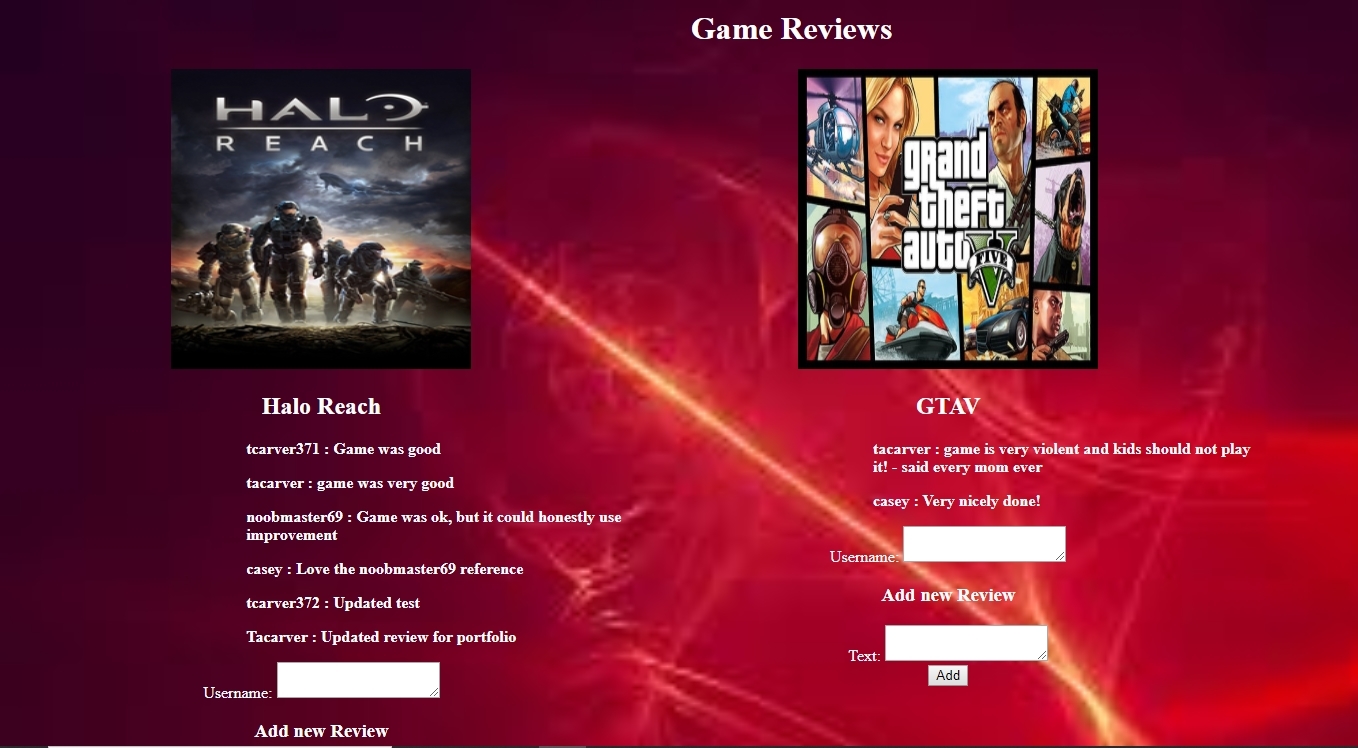 Game Reviews
HALO
REACH
Halo Reach
tcarver371 : Game was good
tacarver : game was very good
noobmaster69 : Game was ok, but it could honestly use
improvement
casey : Love the noobmaster69 reference
tcarver372 : Updated test
Tacarver : Updated review for portfolio
Username:
Add new Review
grand
theft
auto
V
FIVE
GTAV
tacarver : game is very violent and kids should not play
it! - said every mom ever
casey : Very nicely done!
Username:
Add new Review
Text:
Add